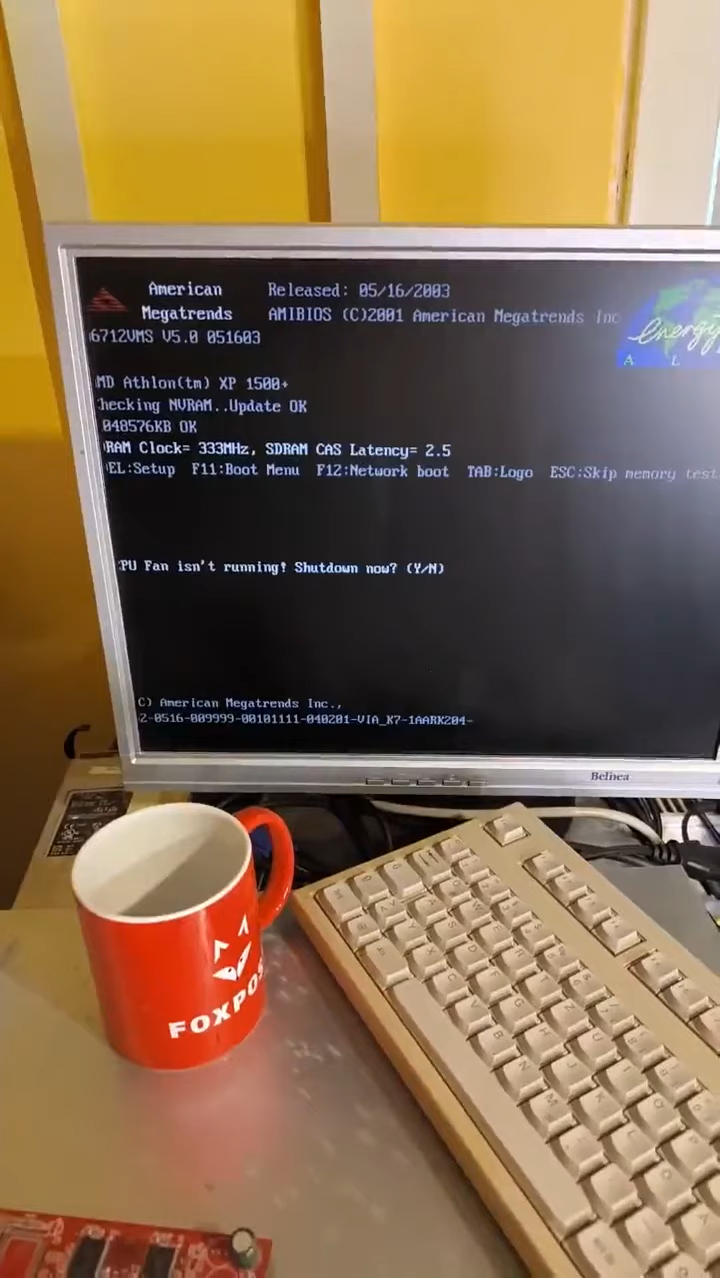 American Released: 05/16/2003
Megatrends AMIBIOS (C)2001 American Megatrends Inc
6712VMS V5.0 051603
energy
A L
MD Athlon(tm) XP 1500+
hecking NVRAM..Update OK
048576KB OK
RAM Clock= 333MHz, SDRAM CAS Latency= 2.5
EL:Setup F11:Boot Menu F12:Network boot TAB:Logo ESC:Skip memory test
PU Fan isn't running! Shutdown now? (Y/N)
C) American Megatrends Inc.,
2-0516-009999-00101111-040201-VIA_K7-1AARK204-
Belinea
FOXPOS